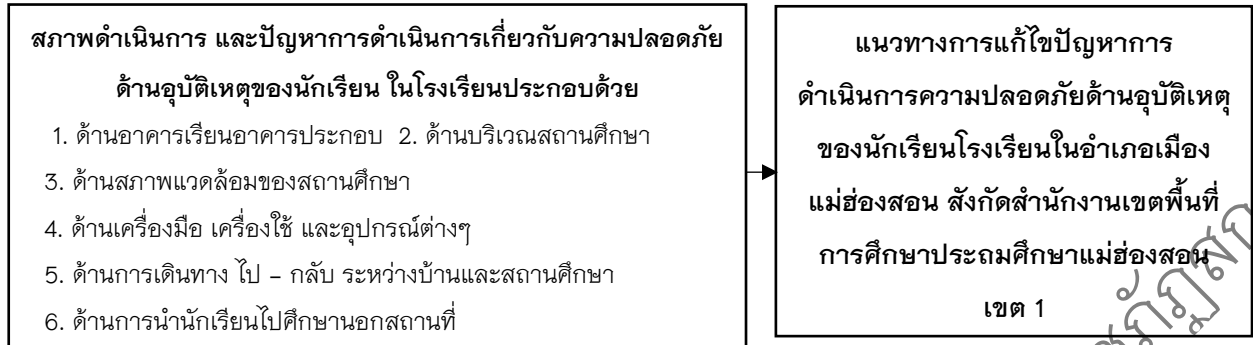 สภาพดำเนินการ และปัญหาการดำเนินการเกี่ยวกับความปลอดภัย
ด้านอุบัติเหตุของนักเรียน ในโรงเรียนประกอบด้วย
1. ด้านอาคารเรียนอาคารประกอบ 2. ด้านบริเวณสถานศึกษา
3. ด้านสภาพแวดล้อมของสถานศึกษา
4. ด้านเครื่องมือ เครื่องใช้ และอุปกรณ์ต่างๆ
5. ด้านการเดินทาง ไป – กลับ ระหว่างบ้านและสถานศึกษา
6. ด้านการนำนักเรียนไปศึกษานอกสถานที่
แนวทางการแก้ไขปัญหาการ
ดำเนินการความปลอดภัยด้านอุบัติเหตุ
ของนักเรียนโรงเรียนในอำเภอเมือง
แม่ฮ่องสอน สังกัดสำนักงานเขตพื้นที่
การศึกษาประถมศึกษาแม่ฮ่องสอน
เขต 1